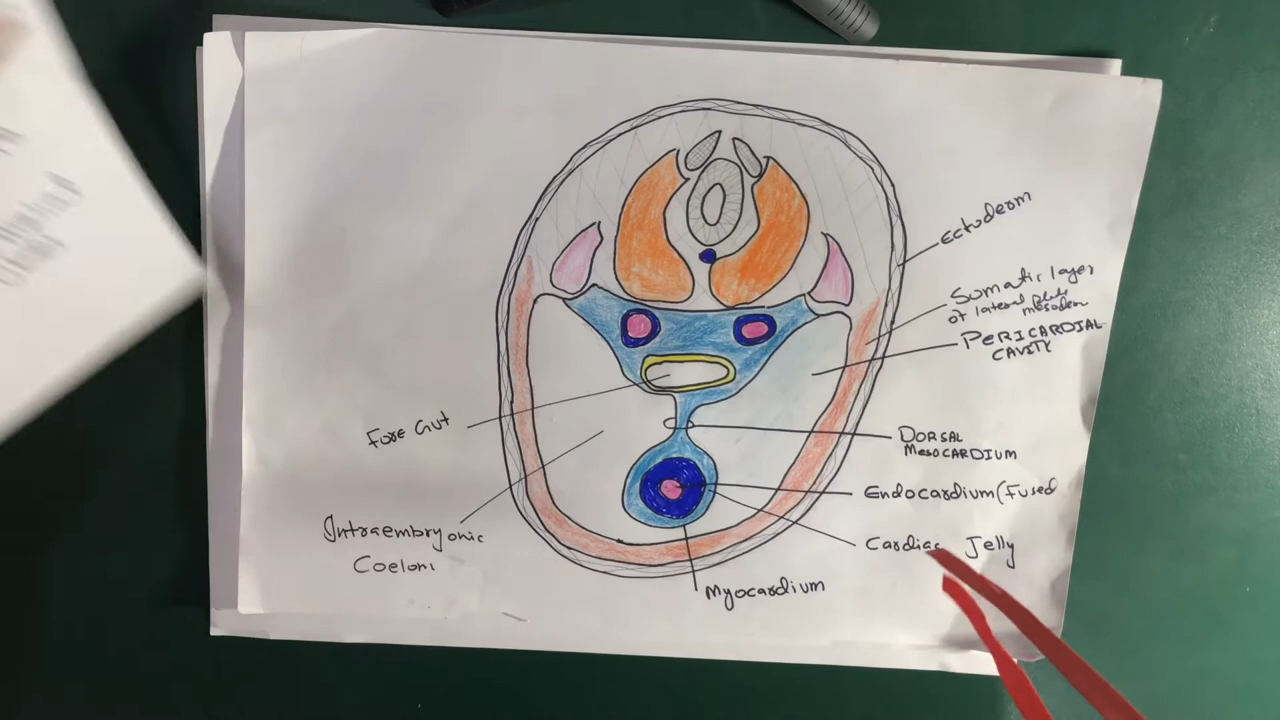 Ectoderm
Somatic layer
of lateral plate
mesoderm
PERICARDIAL
CAVITY
Fore Gut
DORSAL
MESOCARDIUM
Endocardium (Fused
Intraembryonic
Coelom
Cardiac Jelly
Myocardium